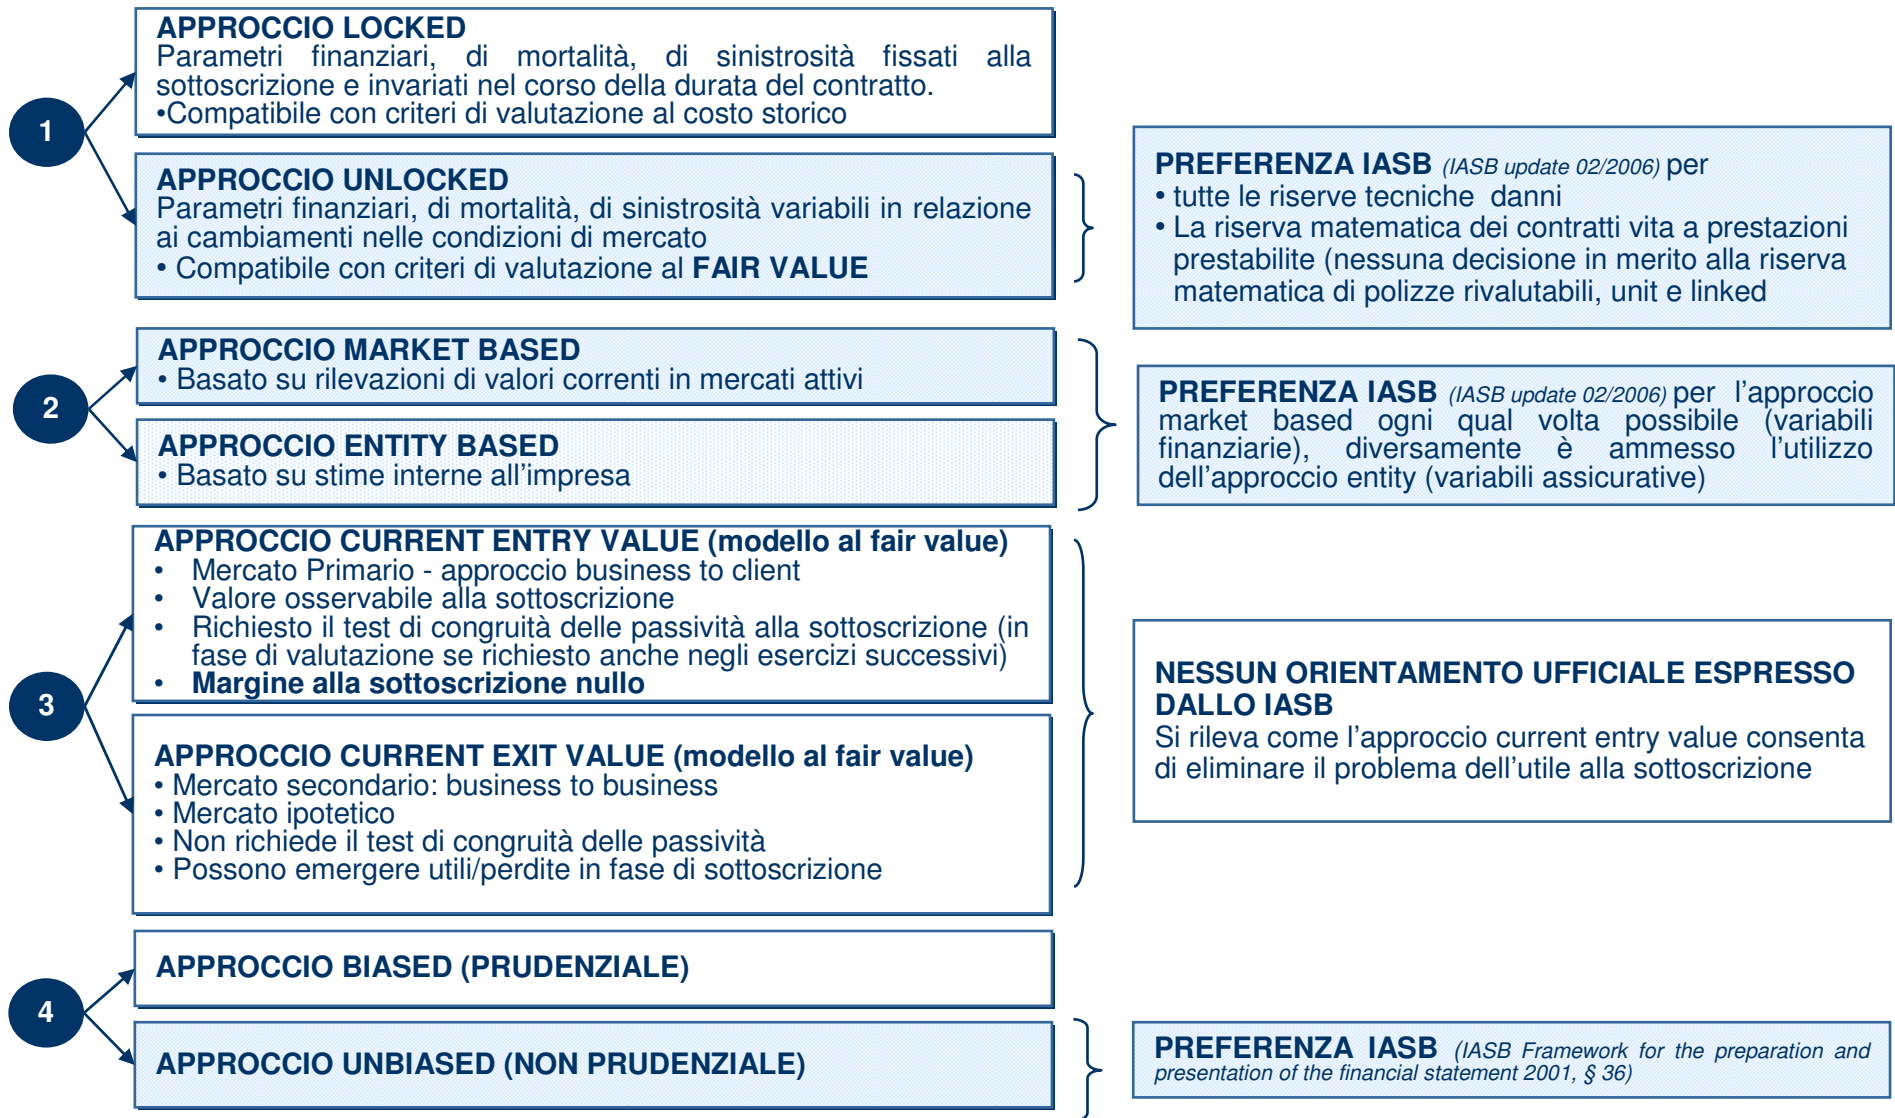 1
APPROCCIO LOCKED
Parametri finanziari, di mortalità, di sinistrosità fissati alla
sottoscrizione e invariati nel corso della durata del contratto.
•Compatibile con criteri di valutazione al costo storico
APPROCCIO UNLOCKED
Parametri finanziari, di mortalità, di sinistrosità variabili in relazione
ai cambiamenti nelle condizioni di mercato
• Compatibile con criteri di valutazione al FAIR VALUE
PREFERENZA IASB (IASB update 02/2006) per
• tutte le riserve tecniche danni
• La riserva matematica dei contratti vita a prestazioni
prestabilite (nessuna decisione in merito alla riserva
matematica di polizze rivalutabili, unit e linked
2
APPROCCIO MARKET BASED
• Basato su rilevazioni di valori correnti in mercati attivi
APPROCCIO ENTITY BASED
• Basato su stime interne all'impresa
PREFERENZA IASB (IASB update 02/2006) per l'approccio
market based ogni qual volta possibile (variabili
finanziarie), diversamente è ammesso l'utilizzo
dell'approccio entity (variabili assicurative)
3
APPROCCIO CURRENT ENTRY VALUE (modello al fair value)
• Mercato Primario - approccio business to client
• Valore osservabile alla sottoscrizione
• Richiesto il test di congruità delle passività alla sottoscrizione (in
fase di valutazione se richiesto anche negli esercizi successivi)
• Margine alla sottoscrizione nullo
APPROCCIO CURRENT EXIT VALUE (modello al fair value)
• Mercato secondario: business to business
• Mercato ipotetico
• Non richiede il test di congruità delle passività
• Possono emergere utili/perdite in fase di sottoscrizione
NESSUN ORIENTAMENTO UFFICIALE ESPRESSO
DALLO IASB
Si rileva come l'approccio current entry value consenta
di eliminare il problema dell'utile alla sottoscrizione
4
APPROCCIO BIASED (PRUDENZIALE)
APPROCCIO UNBIASED (NON PRUDENZIALE)
PREFERENZA IASB (IASB Framework for the preparation and
presentation of the financial statement 2001, § 36)